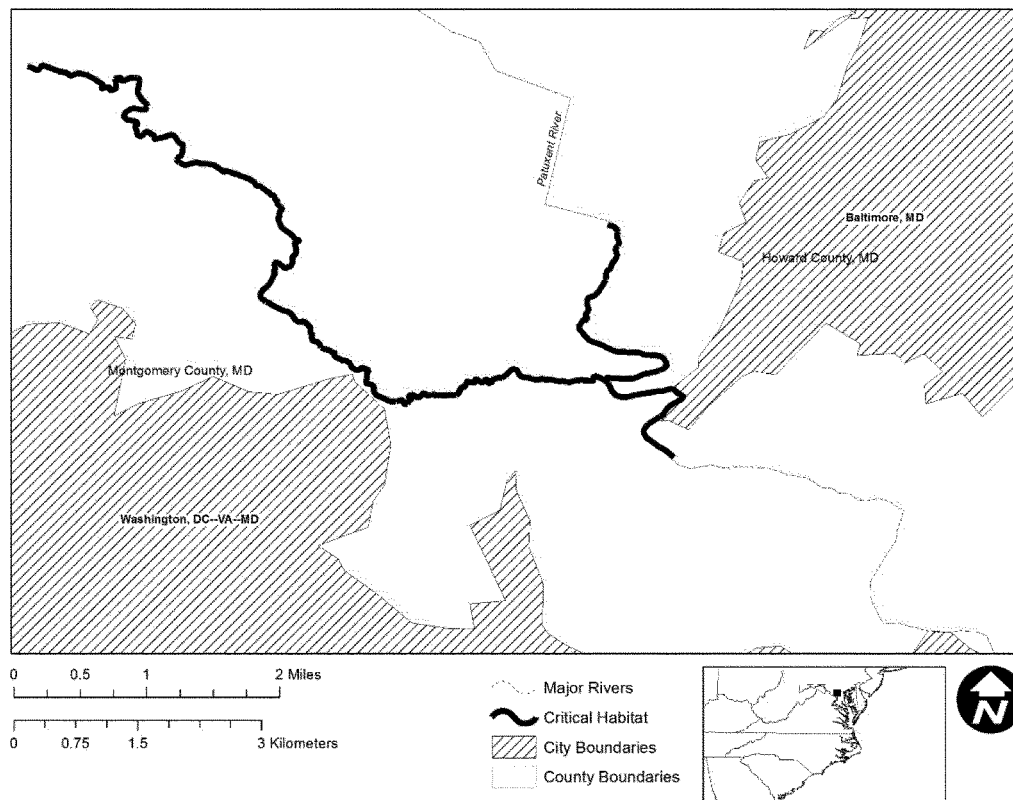 Patuxent River
Baltimore, MD
Howard County, MD
Montgomery County, MD
Washington, DC--VA--MD
0 0.5 1 2 Miles
0 0.75 1.5 3 Kilometers
Major Rivers
Critical Habitat
City Boundaries
County Boundaries
N